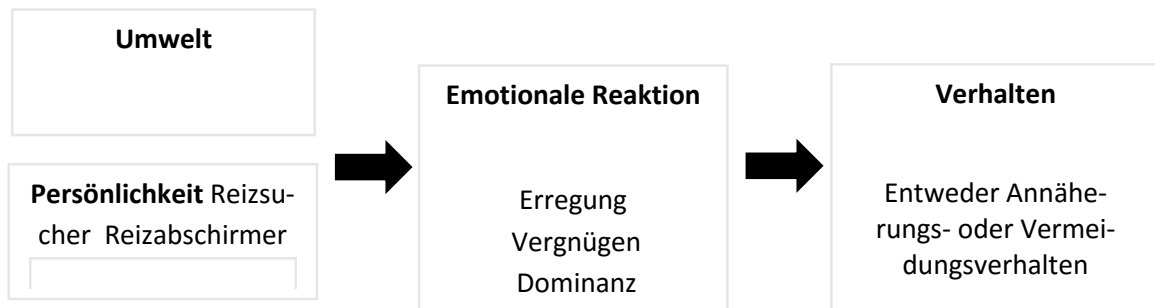 Umwelt
Persönlichkeit Reizsu-
cher Reizabschirmer
Emotionale Reaktion
Erregung
Vergnügen
Dominanz
Verhalten
Entweder Annähe-
rungs- oder Vermei-
dungsverhalten